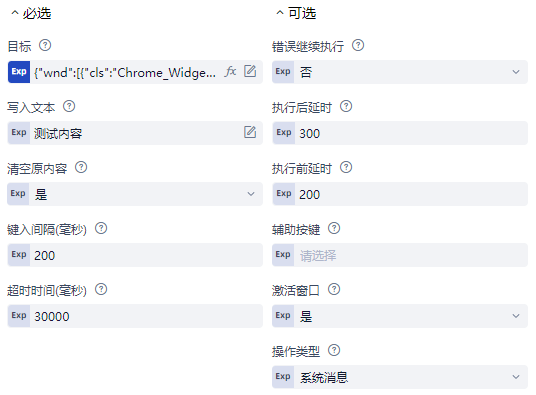 必选
目标
Exp {"wnd":[{"cls":"Chrome_Widge... fx
写入文本
Exp 测试内容
清空原内容
Exp 是
键入间隔(毫秒)
Exp 200
超时时间(毫秒)
Exp 30000
可选
错误继续执行
Exp 否
执行后延时
Exp 300
执行前延时
Exp 200
辅助按键
Exp 请选择
激活窗口
Exp 是
操作类型
Exp 系统消息